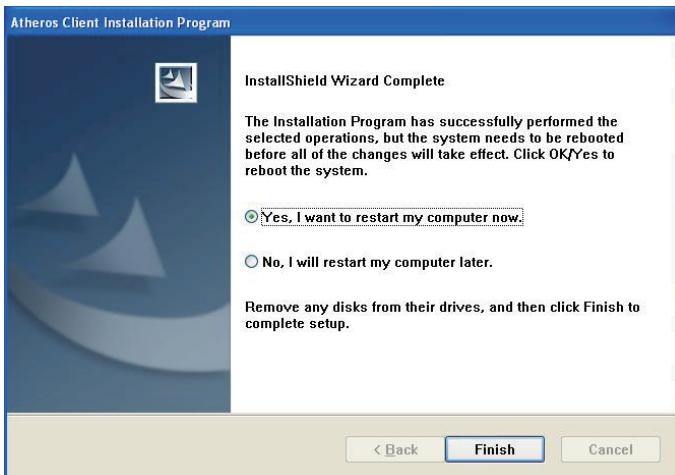 Atheros Client Installation Program
InstallShield Wizard Complete
The Installation Program has successfully performed the
selected operations, but the system needs to be rebooted
before all of the changes will take effect. Click OK/Yes to
reboot the system.
Yes, I want to restart my computer now.
No, I will restart my computer later.
Remove any disks from their drives, and then click Finish to
complete setup.
< Back Finish Cancel